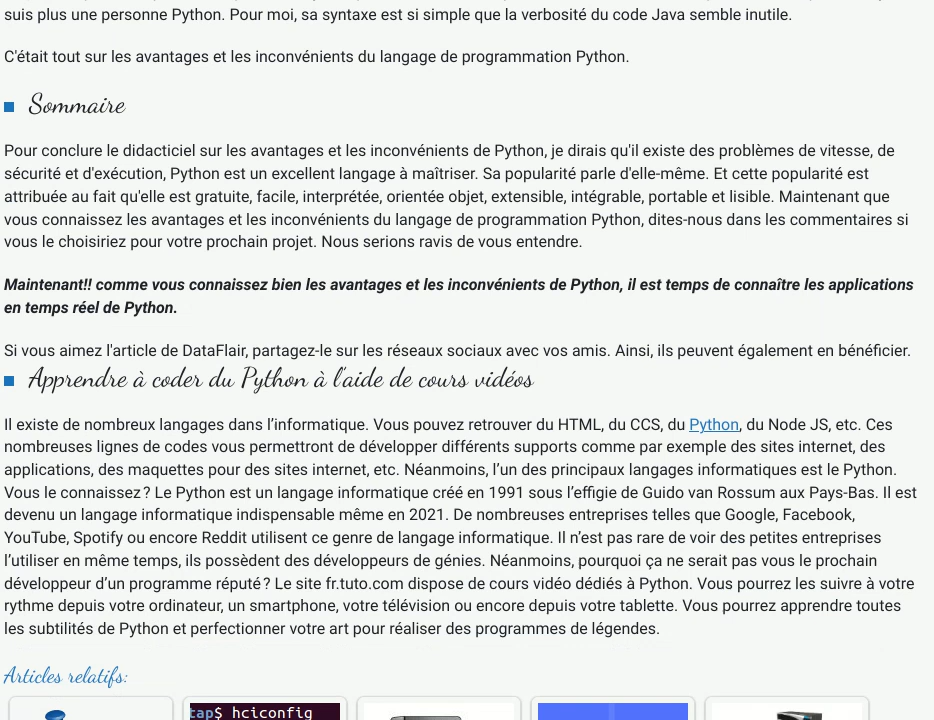 suis plus une personne Python. Pour moi, sa syntaxe est si simple que la verbosité du code Java semble inutile.
C'était tout sur les avantages et les inconvénients du langage de programmation Python.
Sommaire
Pour conclure le didacticiel sur les avantages et les inconvénients de Python, je dirais qu'il existe des problèmes de vitesse, de
sécurité et d'exécution, Python est un excellent langage à maîtriser. Sa popularité parle d'elle-même. Et cette popularité est
attribuée au fait qu'elle est gratuite, facile, interprétée, orientée objet, extensible, intégrable, portable et lisible. Maintenant que
vous connaissez les avantages et les inconvénients du langage de programmation Python, dites-nous dans les commentaires si
vous le choisiriez pour votre prochain projet. Nous serions ravis de vous entendre.
Maintenant!! comme vous connaissez bien les avantages et les inconvénients de Python, il est temps de connaître les applications
en temps réel de Python.
Si vous aimez l'article de DataFlair, partagez-le sur les réseaux sociaux avec vos amis. Ainsi, ils peuvent également en bénéficier.
Apprendre à coder du Python à l'aide de cours vidéos
Il existe de nombreux langages dans l’informatique. Vous pouvez retrouver du HTML, du CCS, du Python, du Node JS, etc. Ces
nombreuses lignes de codes vous permettront de développer différents supports comme par exemple des sites internet, des
applications, des maquettes pour des sites internet, etc. Néanmoins, l’un des principaux langages informatiques est le Python.
Vous le connaissez ? Le Python est un langage informatique créé en 1991 sous l’effigie de Guido van Rossum aux Pays-Bas. Il est
devenu un langage informatique indispensable même en 2021. De nombreuses entreprises telles que Google, Facebook,
YouTube, Spotify ou encore Reddit utilisent ce genre de langage informatique. Il n’est pas rare de voir des petites entreprises
l’utiliser en même temps, ils possèdent des développeurs de génies. Néanmoins, pourquoi ça ne serait pas vous le prochain
développeur d’un programme réputé ? Le site fr.tuto.com dispose de cours vidéo dédiés à Python. Vous pourrez les suivre à votre
rythme depuis votre ordinateur, un smartphone, votre télévision ou encore depuis votre tablette. Vous pourrez apprendre toutes
les subtilités de Python et perfectionner votre art pour réaliser des programmes de légendes.
Articles relatifs:
tap$ hciconfig